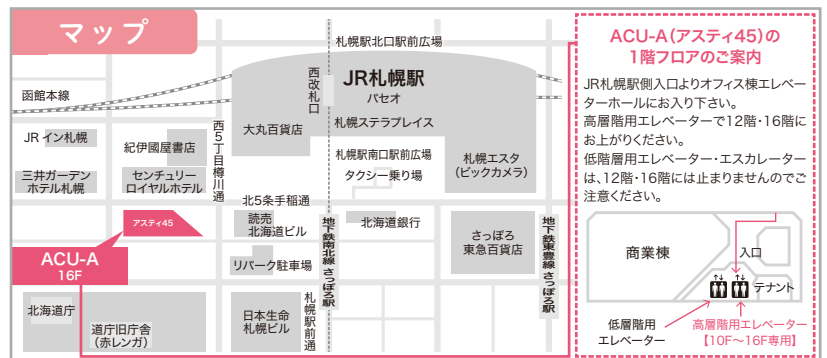 マップ
札幌駅北口駅前広場
西改札口
JR札幌駅
パセオ
函館本線
札幌ステラプレイス
大丸百貨店
西5丁目樽川通
JRイン札幌
紀伊國屋書店
札幌駅南口駅前広場
タクシー乗り場
札幌エスタ
(ビックカメラ)
三井ガーデン
ホテル札幌
センチュリー
ロイヤルホテル
北5条手稲通
アスティ45
読売
北海道ビル
北海道銀行
地下鉄南北線 さっぽろ駅
さっぽろ
東急百貨店
地下鉄東豊線 さっぽろ駅
ACU-A
16F
リパーク駐車場
北海道庁
道庁旧庁舎
(赤レンガ)
日本生命
札幌ビル
札幌駅前通
ACU-A(アスティ45)の
1階フロアのご案内
JR札幌駅側入口よりオフィス棟エレベ
ーターホールにお入り下さい。
高層階用エレベーターで12階・16階に
お上がりください。
低階層用エレベーター・エスカレーター
は、12階・16階には止まりませんのでご
注意ください。
商業棟
入口
テナント
低層階用
エレベーター
高層階用エレベーター
【10F〜16F専用】